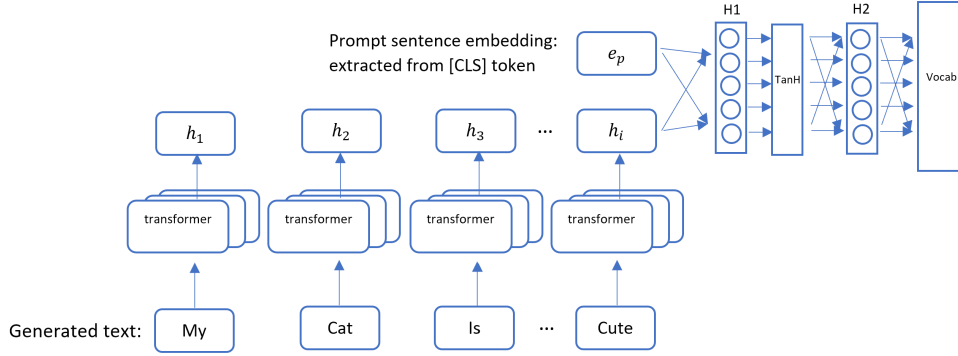 H1
H2
Prompt sentence embedding:
extracted from [CLS] token
e_p
TanH
Vocab
h_1
h_2
h_3
...
h_i
transformer
transformer
transformer
transformer
Generated text:
My
Cat
Is
...
Cute